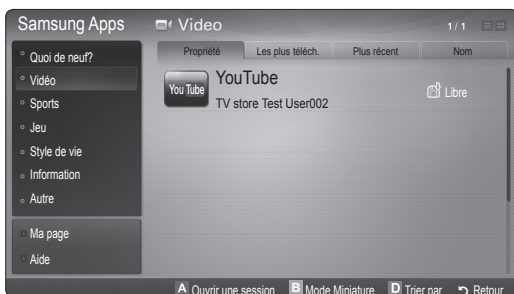 Samsung Apps
Video
1/1
Quoi de neuf?
Vidéo
Sports
Jeu
Style de vie
Information
Autre
Ma page
Aide
Propriété Les plus téléch. Plus récent Nom
You Tube
YouTube
TV store Test User002
Libre
A Ouvrir une session B Mode Miniature D Trier par Retour